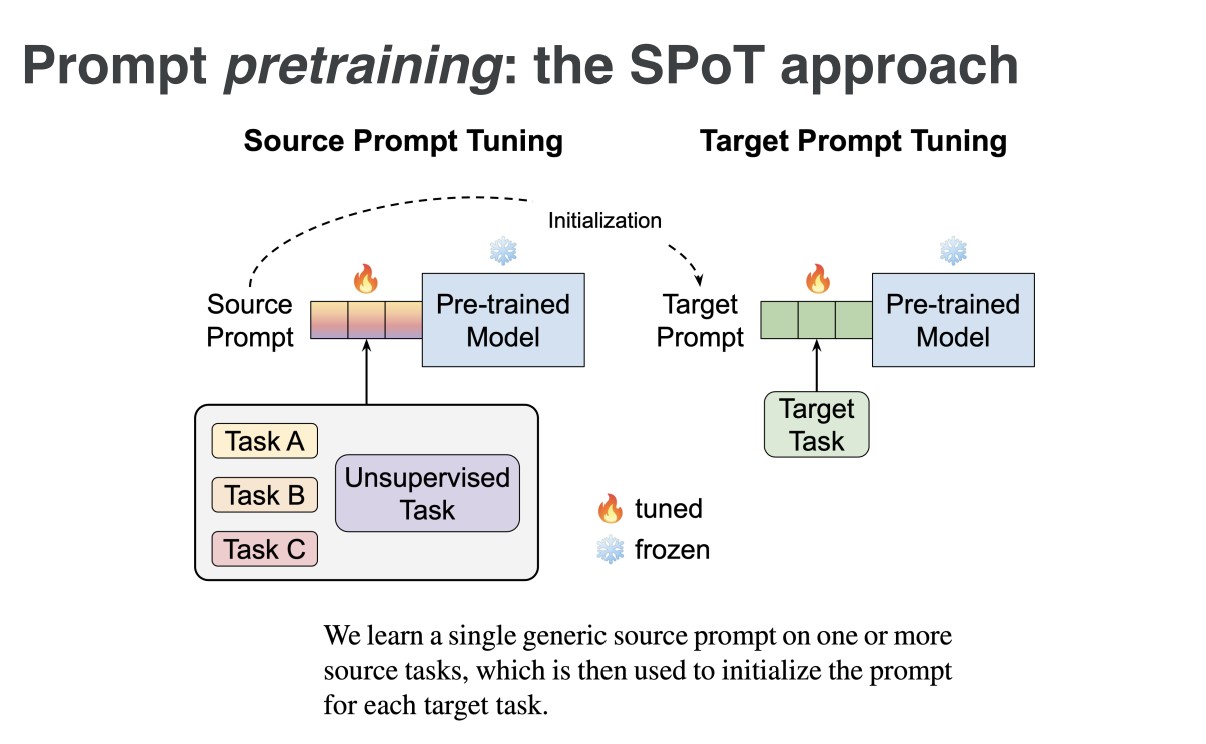 Prompt pretraining: the SPoT approach
Source Prompt Tuning
Target Prompt Tuning
Initialization
Source
Prompt
Pre-trained
Model
Target
Prompt
Pre-trained
Model
Task A
Task B
Task C
Unsupervised
Task
Target
Task
tuned
frozen
We learn a single generic source prompt on one or more
source tasks, which is then used to initialize the prompt
for each target task.